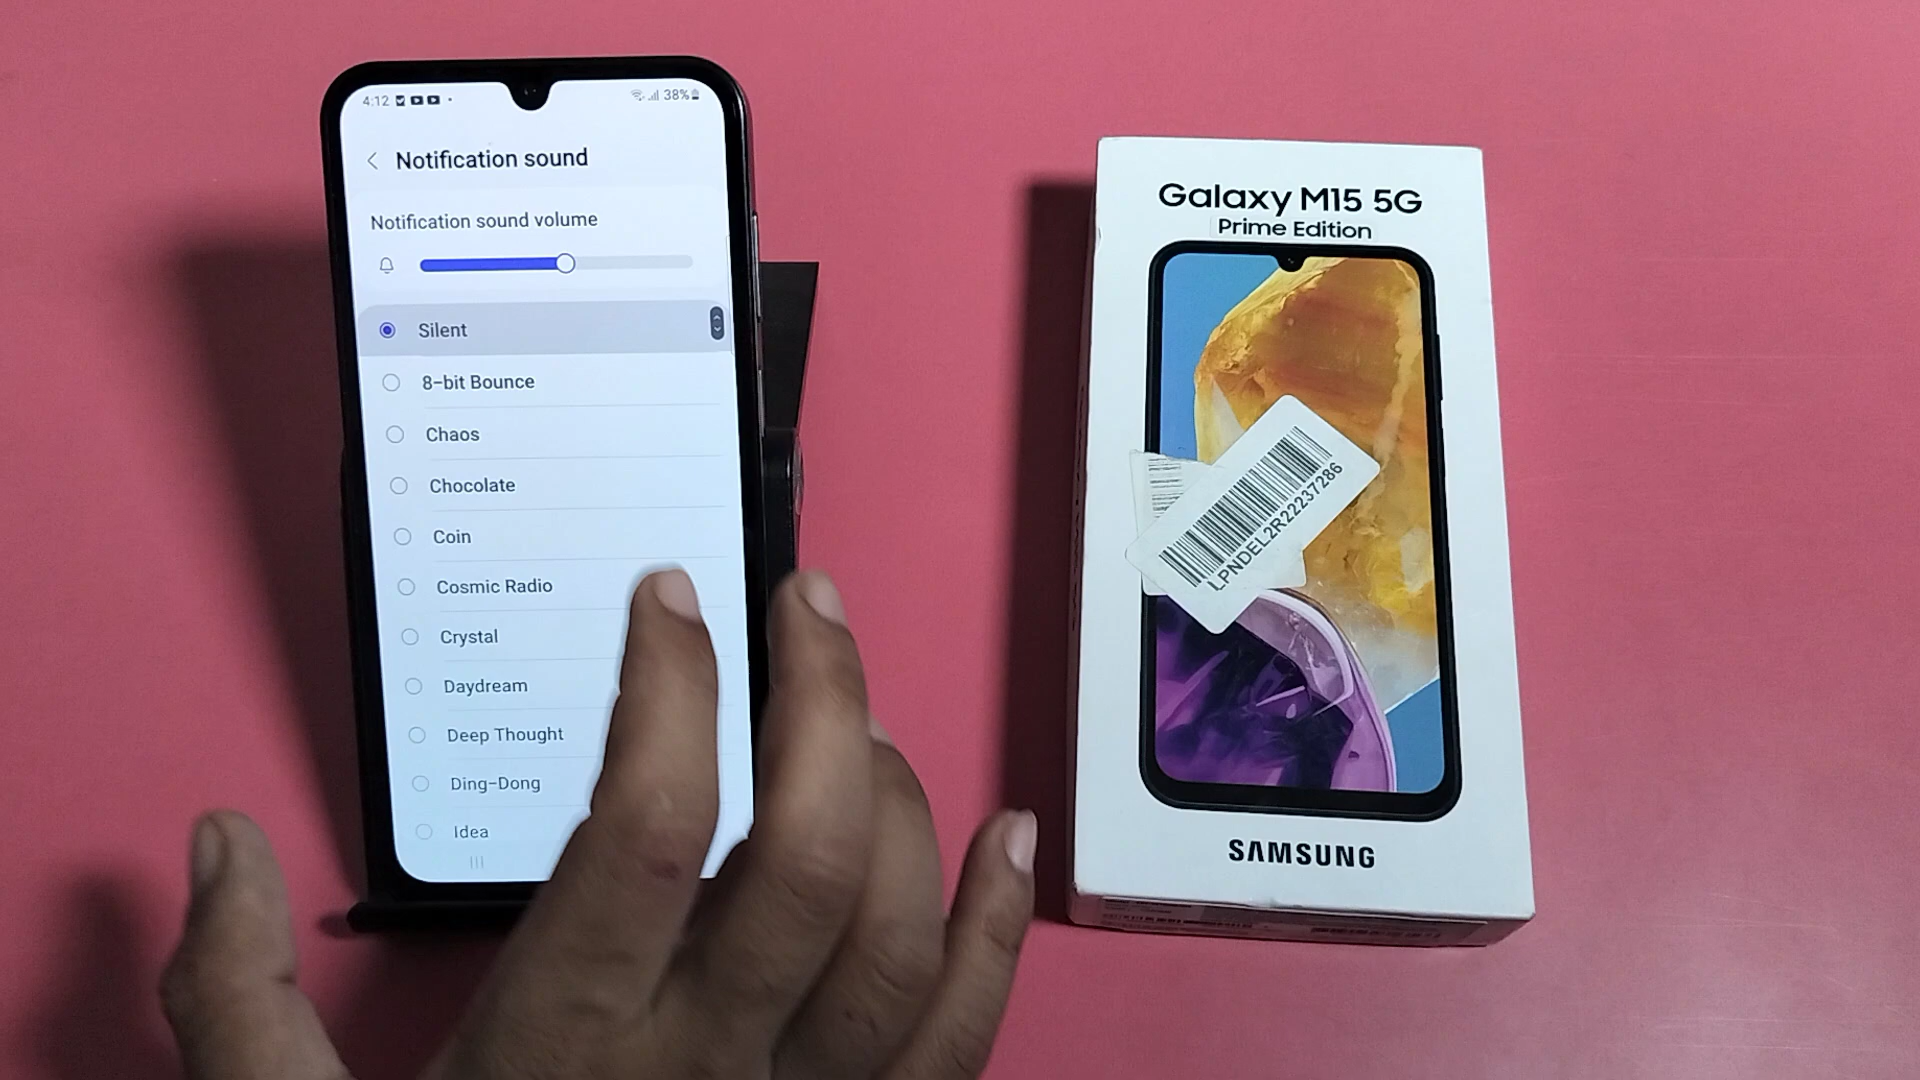 4:12
38%
Notification sound
Notification sound volume
Silent
8-bit Bounce
Chaos
Chocolate
Coin
Cosmic Radio
Crystal
Daydream
Deep Thought
Ding-Dong
Idea
Galaxy M15 5G
Prime Edition
LPNDEL2R22237286
SAMSUNG